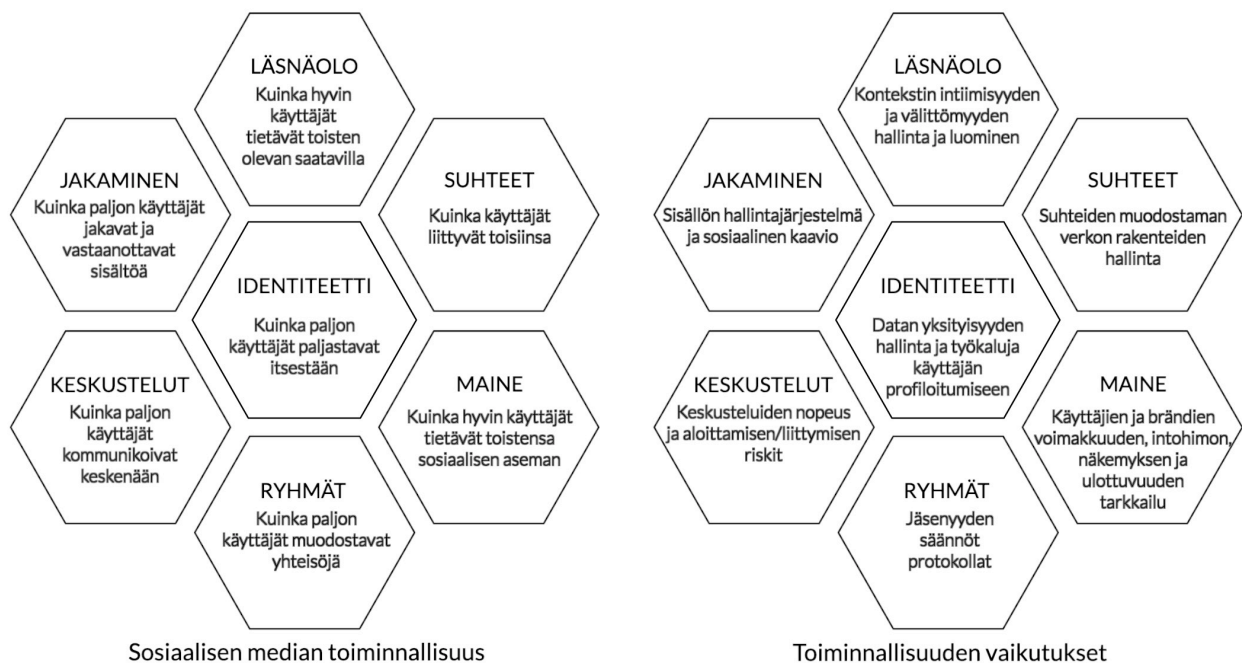 LÄSNÄOLO
Kuinka hyvin
käyttäjät
tietävät toisten
olevan saatavilla
JAKAMINEN
Kuinka paljon käyttäjät
jakavat ja
vastaanottavat
sisältöä
SUHTEET
Kuinka käyttäjät
liittyvät toisiinsa
IDENTITEETTI
Kuinka paljon
käyttäjät paljastavat
itsestään
KESKUSTELUT
Kuinka paljon
käyttäjät
kommunikoivat
keskenään
MAINE
Kuinka hyvin käyttäjät
tietävät toistensa
sosiaalisen aseman
RYHMÄT
Kuinka paljon
käyttäjät muodostavat
yhteisöjä
Sosiaalisen median toiminnallisuus
LÄSNÄOLO
Kontekstin intiimisyyden
ja välittömyyden
hallinta ja luominen
JAKAMINEN
Sisällön hallintajärjestelmä
ja sosiaalinen kaavio
SUHTEET
Suhteiden muodostaman
verkon rakenteiden
hallinta
IDENTITEETTI
Datan yksityisyyden
hallinta ja työkaluja
käyttäjän
profiloitumiseen
KESKUSTELUT
Keskusteluiden nopeus
ja aloittamisen/liittymisen
riskit
MAINE
Käyttäjien ja brändien
voimakkuuden, intohimon,
näkemyksen ja
ulottuvuuden
tarkkailu
RYHMÄT
Jäsenyyden
säännöt
protokollat
Toiminnallisuuden vaikutukset